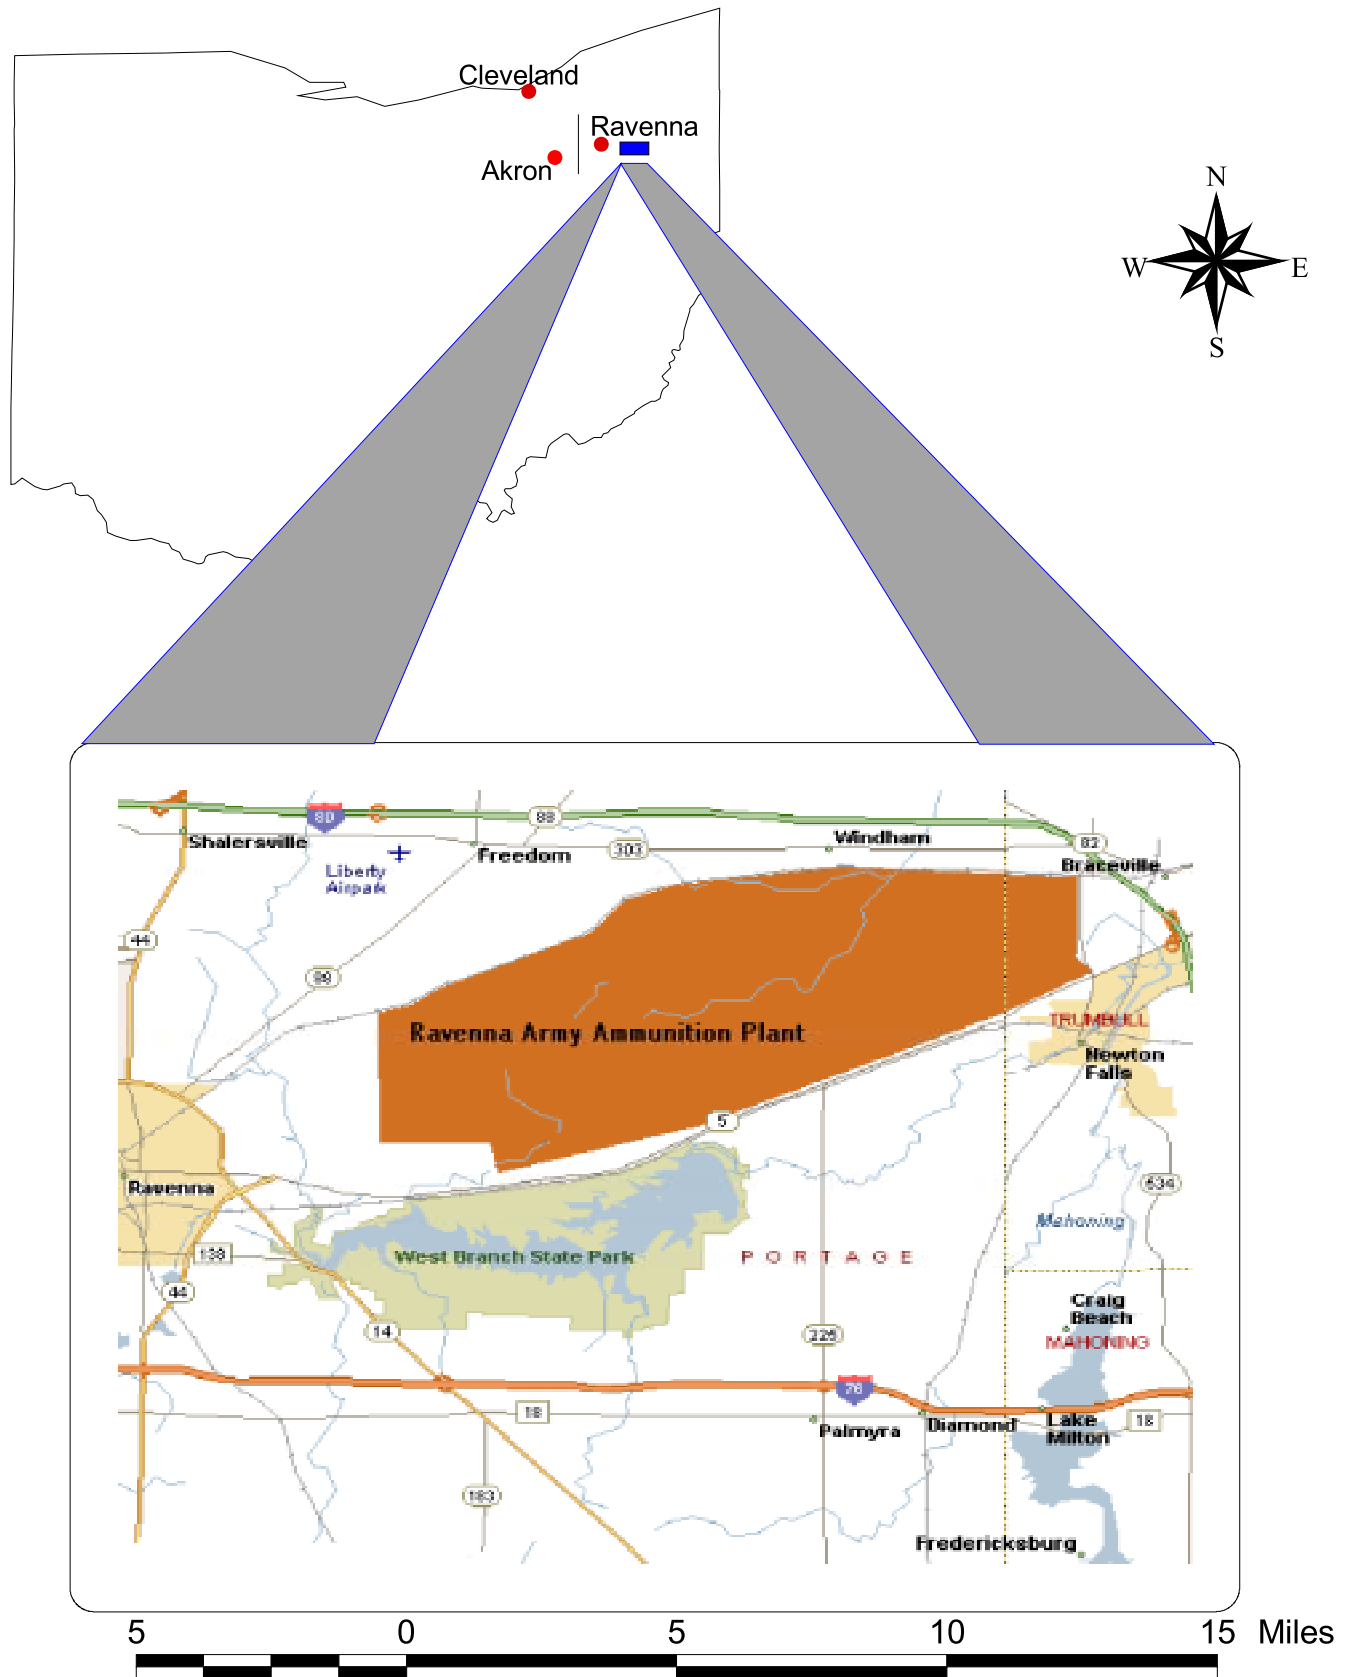 Cleveland
Ravenna
Akron
N
W
E
S
80
88
Shalersville
Freedom
303
Windham
82
Braceville
Liberty
Airpark
44
88
Ravenna Army Ammunition Plant
TRUMBULL
Newton
Falls
5
Ravenna
534
Mahoning
138
West Branch State Park
PORTAGE
44
Craig
Beach
14
225
MAHONING
76
18
Palmyra
Diamond
Lake
Milton
18
183
Fredericksburg
5 0 5 10 15 Miles